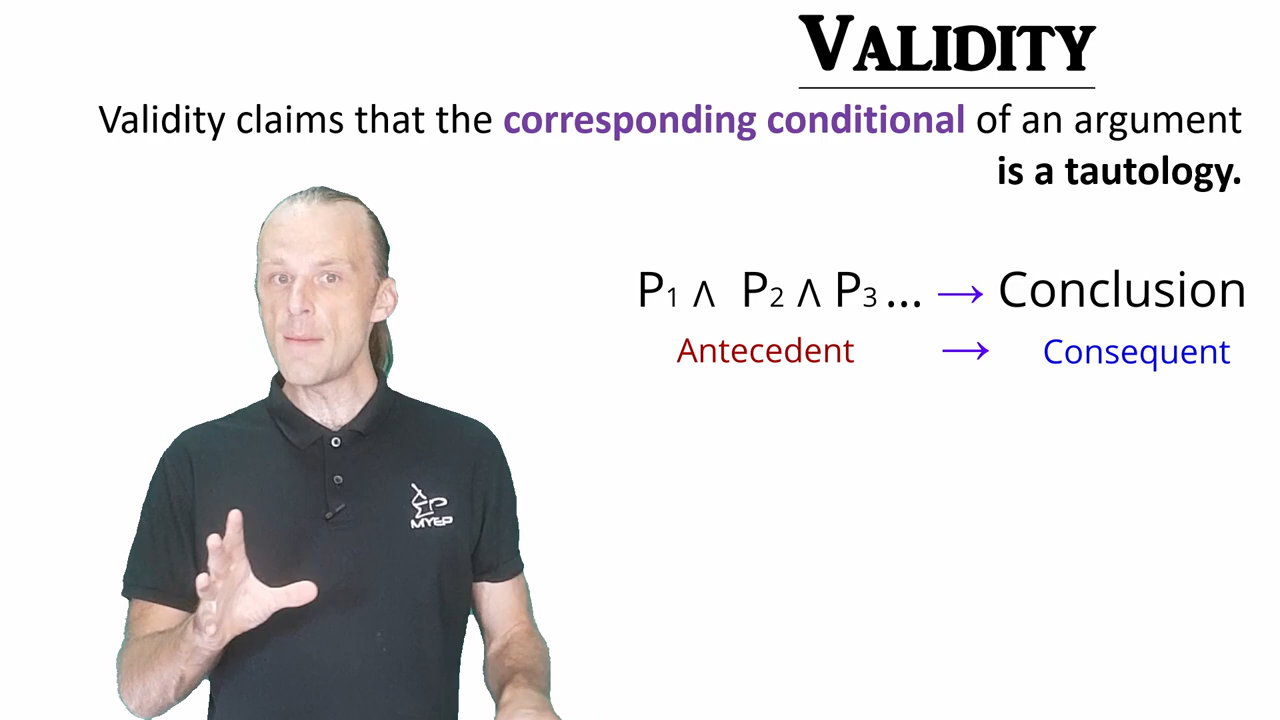 VALIDITY
Validity claims that the corresponding conditional of an argument
is a tautology.
P₁ ∧ P₂ ∧ P₃ ... → Conclusion
Antecedent → Consequent
MYEP